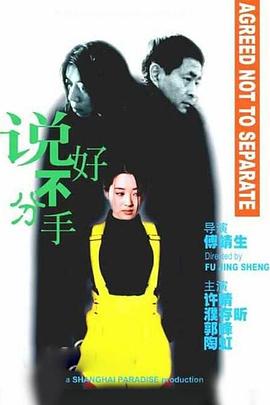 AGREED NOT TO SEPARATE
说好不分手
导演
傅靖生
Directed by
FU JING SHENG
主演
许晴
濮存昕
郭峰
陶虹
a SHANGHAI PARADISE production